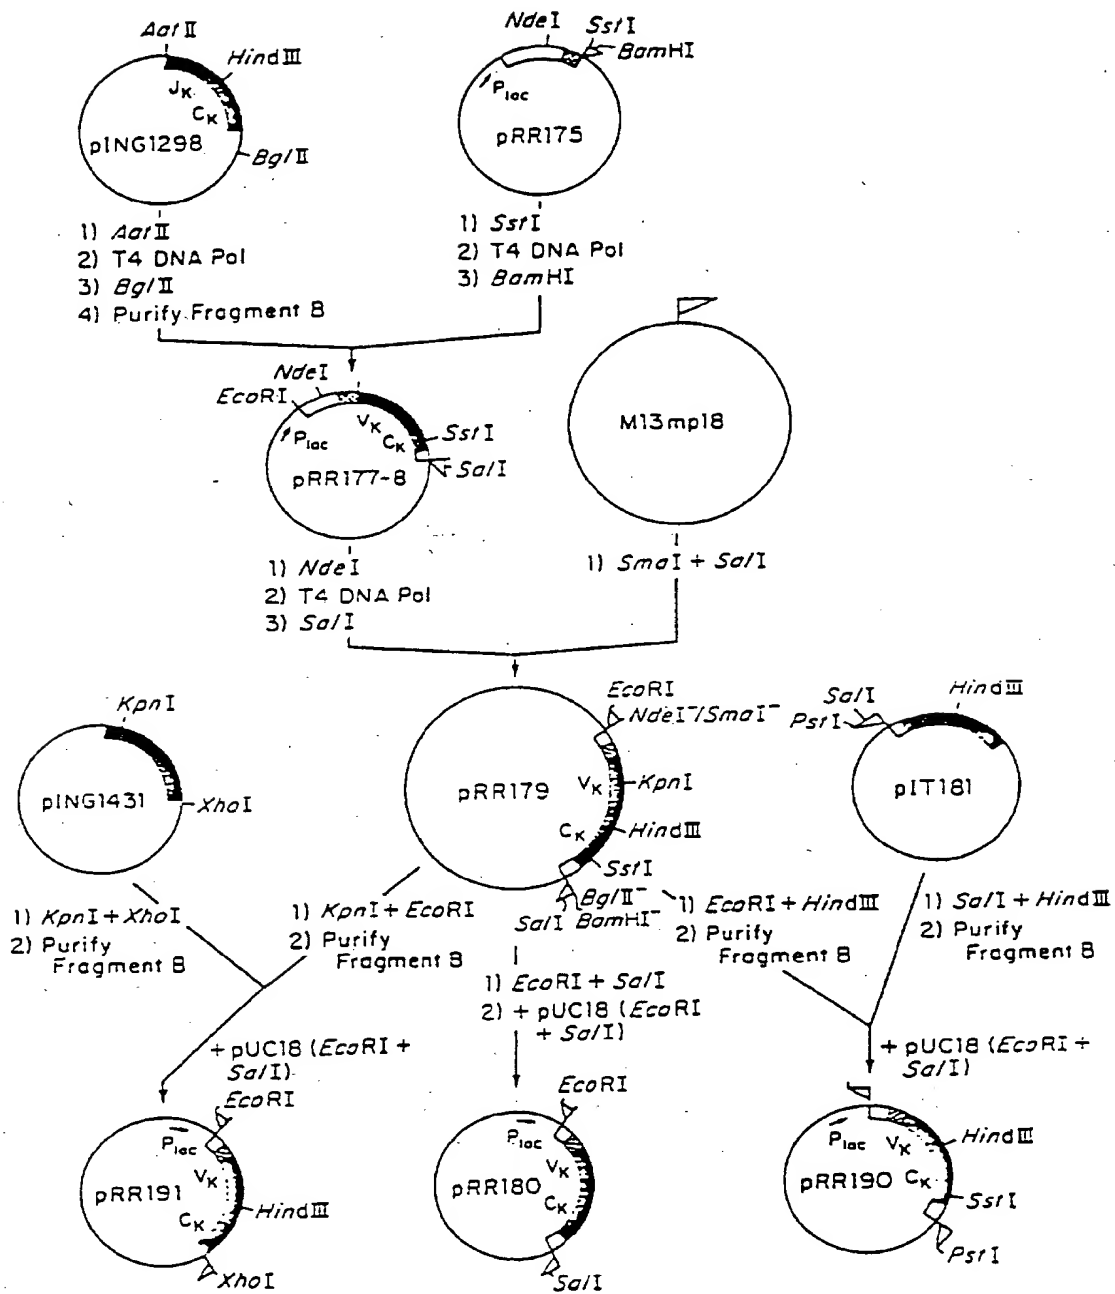 AatII
HindIII
JK
CK
pING1298
BglII
1) AatII
2) T4 DNA Pol
3) BglII
4) Purify Fragment B
NdeI
SstI
BamHI
Plac
pRR175
1) SstI
2) T4 DNA Pol
3) BamHI
NdeI
EcoRI
Plac
VK
CK
SstI
SalI
pRR177-8
M13mp18
1) NdeI
2) T4 DNA Pol
3) SalI
1) SmaI + SalI
KpnI
pING1431
XhoI
EcoRI
NdeI-/SmaI-
pRR179
VK
KpnI
CK
HindIII
SstI
BglII-
SalI BamHI-
SalI
PstI
HindIII
pIT181
1) KpnI + XhoI
2) Purify
Fragment B
1) KpnI + EcoRI
2) Purify
Fragment B
1) EcoRI + SalI
2) + pUC18 (EcoRI
+ SalI)
1) EcoRI + HindIII
2) Purify
Fragment B
1) SalI + HindIII
2) Purify
Fragment B
+ pUC18 (EcoRI +
SalI)
+ pUC18 (EcoRI +
SalI)
EcoRI
Plac
VK
pRR191
HindIII
CK
XhoI
EcoRI
Plac
VK
pRR180
CK
SalI
Plac
VK
HindIII
pRR190
CK
SstI
PstI